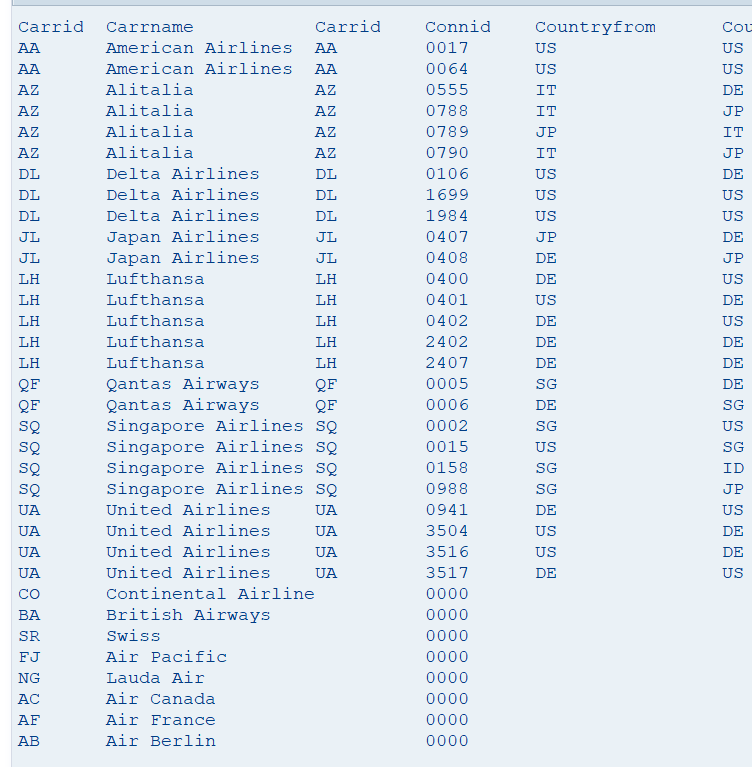 Carrid Carrname Carrid Connid Countryfrom Cou
AA American Airlines AA 0017 US US
AA American Airlines AA 0064 US US
AZ Alitalia AZ 0555 IT DE
AZ Alitalia AZ 0788 IT JP
AZ Alitalia AZ 0789 JP IT
AZ Alitalia AZ 0790 IT JP
DL Delta Airlines DL 0106 US DE
DL Delta Airlines DL 1699 US US
DL Delta Airlines DL 1984 US US
JL Japan Airlines JL 0407 JP DE
JL Japan Airlines JL 0408 DE JP
LH Lufthansa LH 0400 DE US
LH Lufthansa LH 0401 US DE
LH Lufthansa LH 0402 DE US
LH Lufthansa LH 2402 DE DE
LH Lufthansa LH 2407 DE DE
QF Qantas Airways QF 0005 SG DE
QF Qantas Airways QF 0006 DE SG
SQ Singapore Airlines SQ 0002 SG US
SQ Singapore Airlines SQ 0015 US SG
SQ Singapore Airlines SQ 0158 SG ID
SQ Singapore Airlines SQ 0988 SG JP
UA United Airlines UA 0941 DE US
UA United Airlines UA 3504 US DE
UA United Airlines UA 3516 US DE
UA United Airlines UA 3517 DE US
CO Continental Airline 0000
BA British Airways 0000
SR Swiss 0000
FJ Air Pacific 0000
NG Lauda Air 0000
AC Air Canada 0000
AF Air France 0000
AB Air Berlin 0000